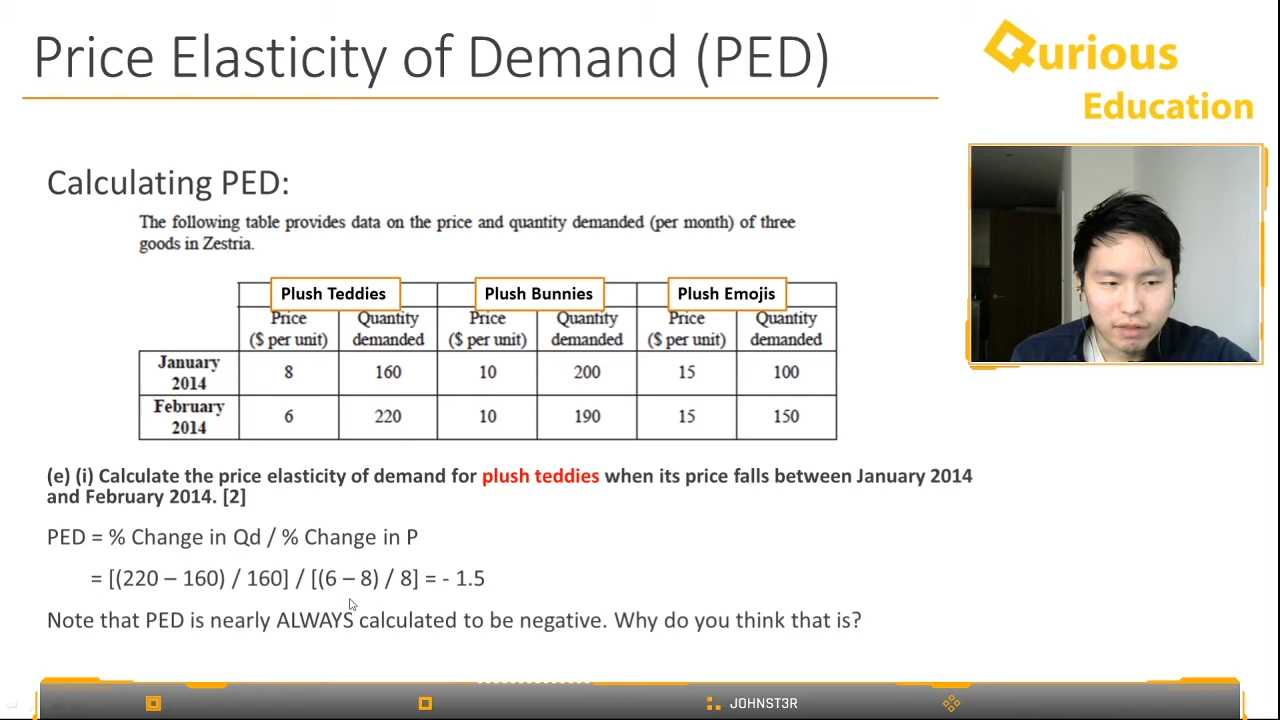 Price Elasticity of Demand (PED)
Qurious
Education
Calculating PED:
The following table provides data on the price and quantity demanded (per month) of three
goods in Zestria.
Plush Teddies Plush Bunnies Plush Emojis
Price Quantity Price Quantity Price Quantity
($ per unit) demanded ($ per unit) demanded ($ per unit) demanded
January
2014 8 160 10 200 15 100
February
2014 6 220 10 190 15 150
(e) (i) Calculate the price elasticity of demand for plush teddies when its price falls between January 2014
and February 2014. [2]
PED = % Change in Qd / % Change in P
= [(220 – 160) / 160] / [(6 – 8) / 8] = - 1.5
Note that PED is nearly ALWAYS calculated to be negative. Why do you think that is?
JOHNST3R